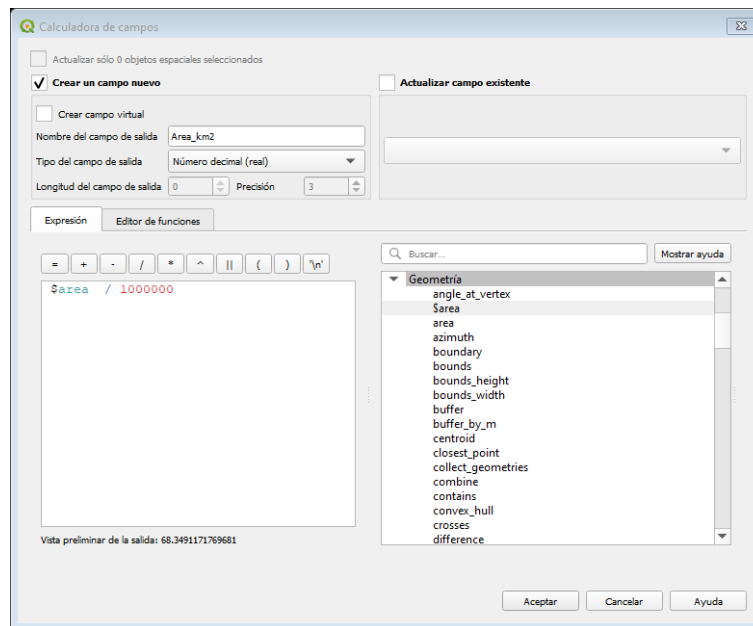 Calculadora de campos
Actualizar sólo 0 objetos espaciales seleccionados
Crear un campo nuevo
Actualizar campo existente
Crear campo virtual
Nombre del campo de salida Area_km2
Tipo del campo de salida Número decimal (real)
Longitud del campo de salida 0 Precisión 3
Expresión Editor de funciones
= + - / * ^ || ( ) '\n'
$area / 1000000
Vista preliminar de la salida: 68.3491171769681
Buscar... Mostrar ayuda
Geometría
angle_at_vertex
$area
area
azimuth
boundary
bounds
bounds_height
bounds_width
buffer
buffer_by_m
centroid
closest_point
collect_geometries
combine
contains
convex_hull
crosses
difference
Aceptar Cancelar Ayuda